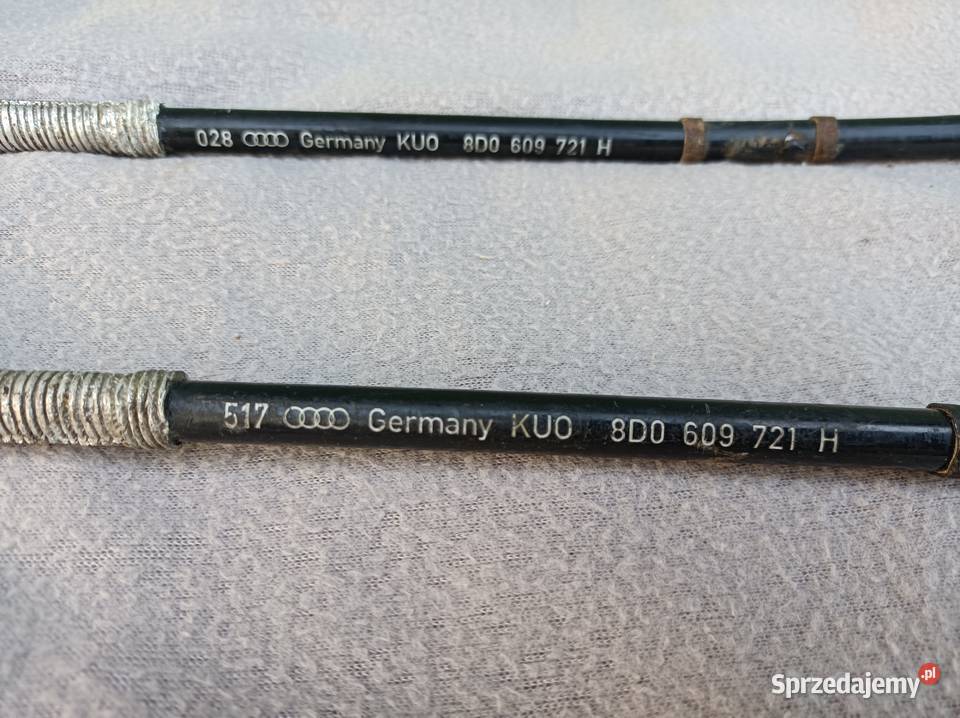 028 Germany KUO 8D0 609 721 H
517 Germany KUO 8D0 609 721 H
Sprzedajemy.pl